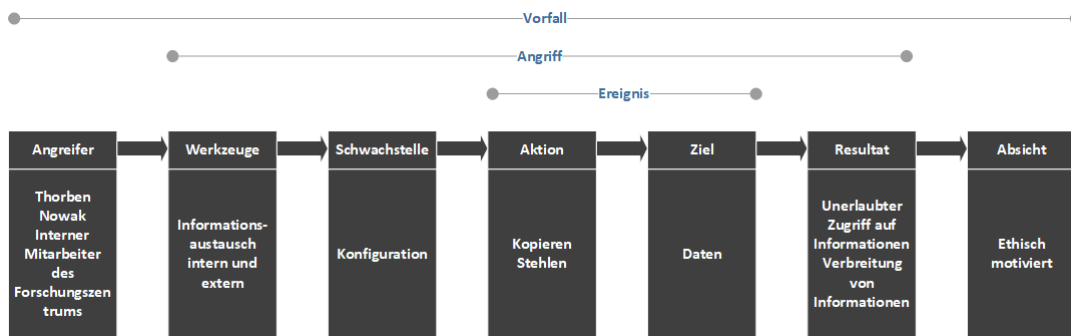 Vorfall
Angriff
Ereignis
Angreifer
Werkzeuge
Schwachstelle
Aktion
Ziel
Resultat
Absicht
Thorben
Nowak
Interner
Mitarbeiter
des
Forschungszen
trums
Informations-
austausch
intern und
extern
Konfiguration
Kopieren
Stehlen
Daten
Unerlaubter
Zugriff auf
Informationen
Verbreitung
von
Informationen
Ethisch
motiviert